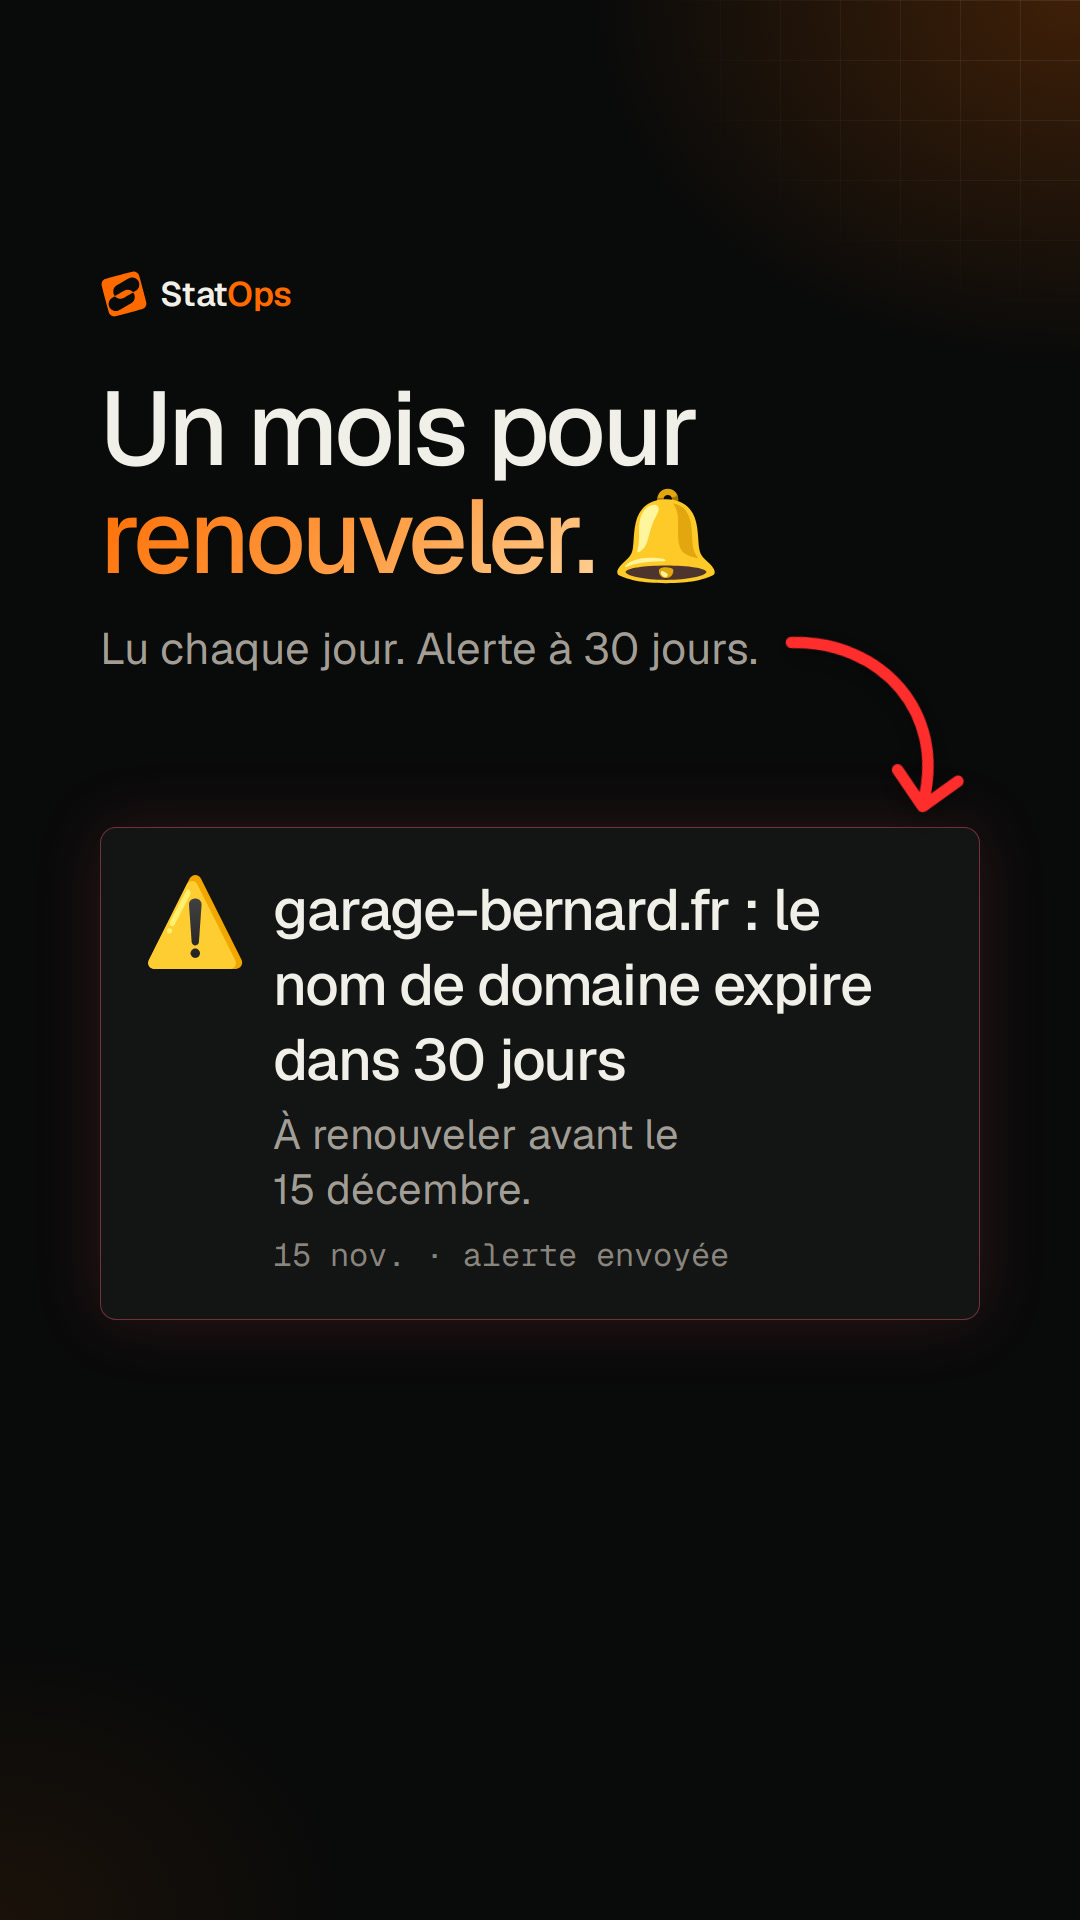 StatOps
Un mois pour
renouveler. 🔔
Lu chaque jour. Alerte à 30 jours.
garage-bernard.fr : le
nom de domaine expire
dans 30 jours
À renouveler avant le
15 décembre.
15 nov. · alerte envoyée